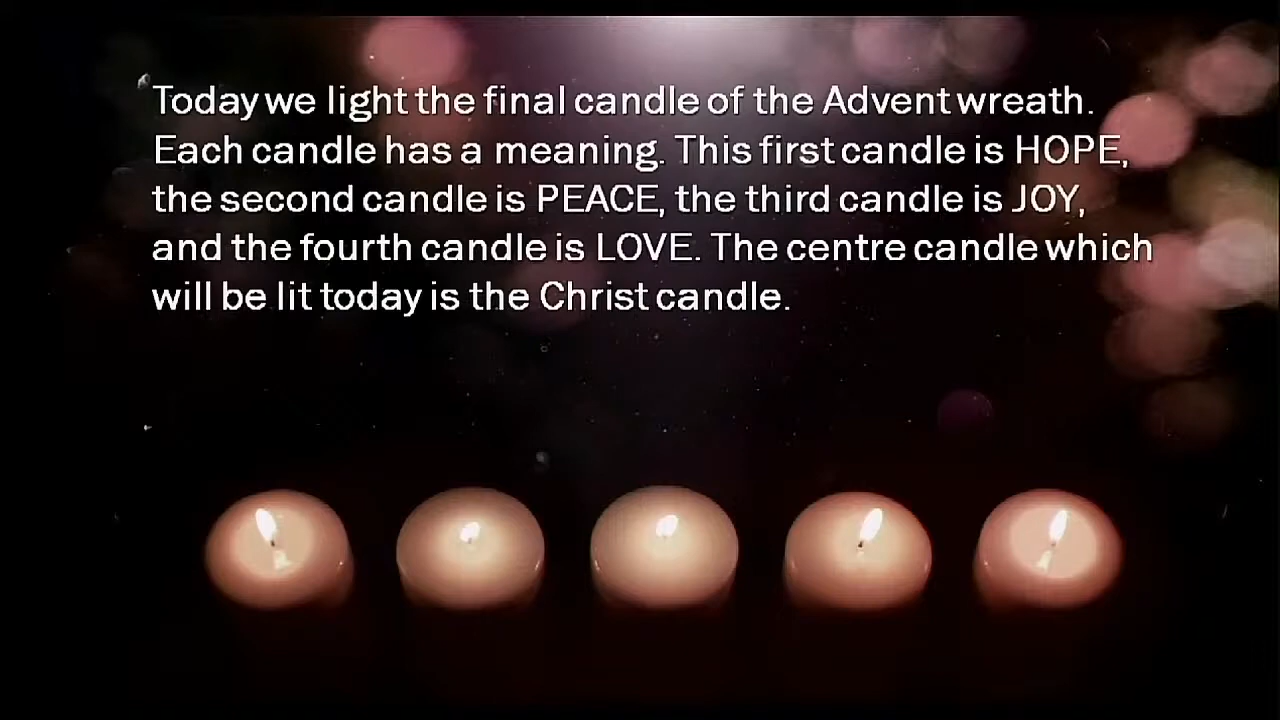 Today we light the final candle of the Advent wreath.
Each candle has a meaning. This first candle is HOPE,
the second candle is PEACE, the third candle is JOY,
and the fourth candle is LOVE. The centre candle which
will be lit today is the Christ candle.